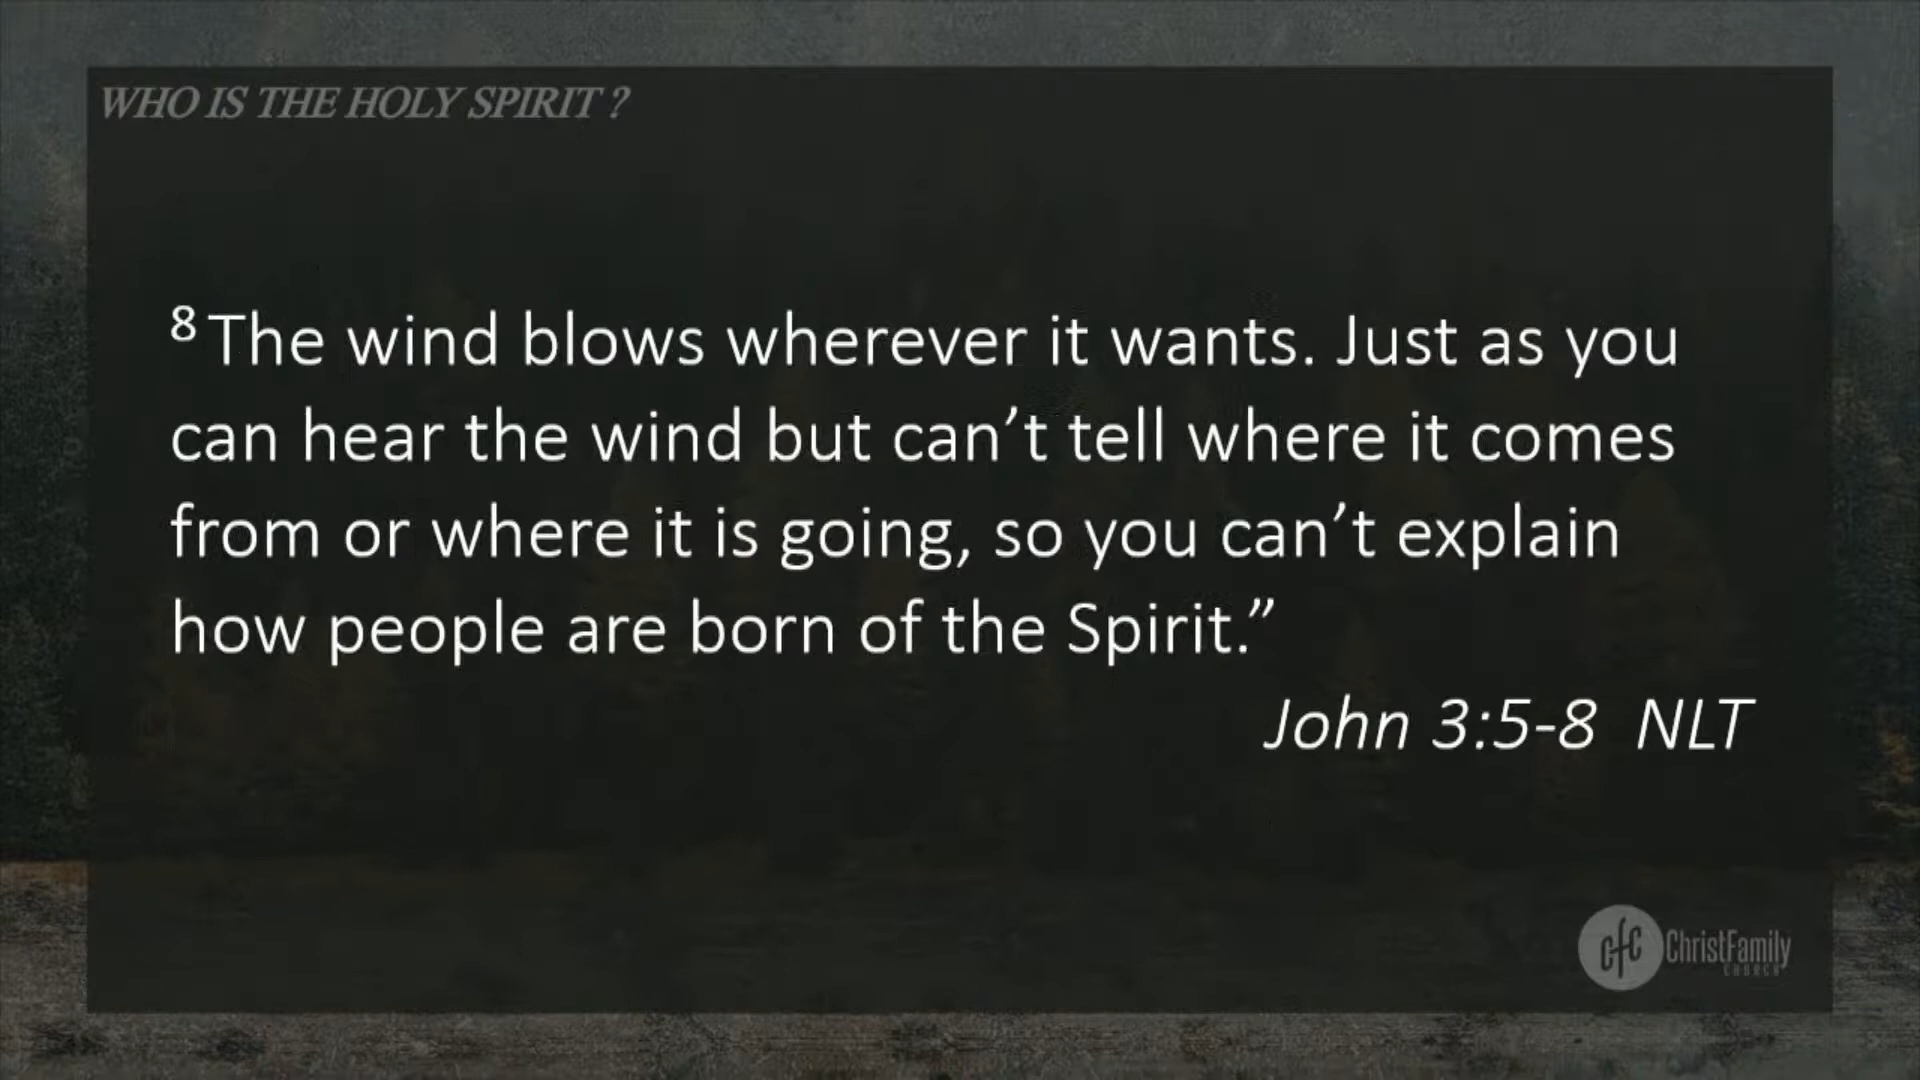 WHO IS THE HOLY SPIRIT ?
8 The wind blows wherever it wants. Just as you
can hear the wind but can’t tell where it comes
from or where it is going, so you can’t explain
how people are born of the Spirit.”
John 3:5-8 NLT
cfc ChristFamily
CHURCH